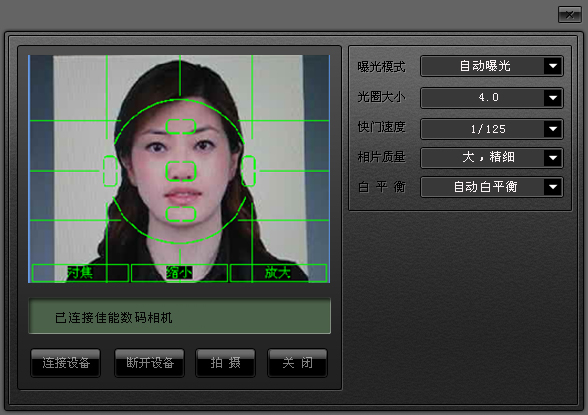 曝光模式 自动曝光
光圈大小 4.0
快门速度 1/125
相片质量 大，精细
白 平 衡 自动白平衡
对焦 缩小 放大
已连接佳能数码相机
连接设备 断开设备 拍 摄 关 闭